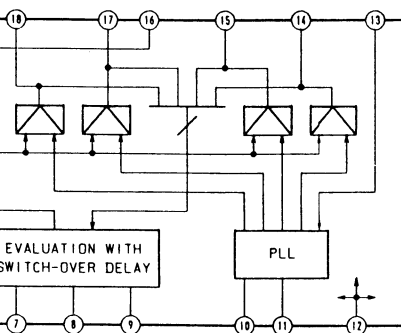 18 17 16 15 14 13
EVALUATION WITH
SWITCH-OVER DELAY
PLL
7 8 9 10 11 12